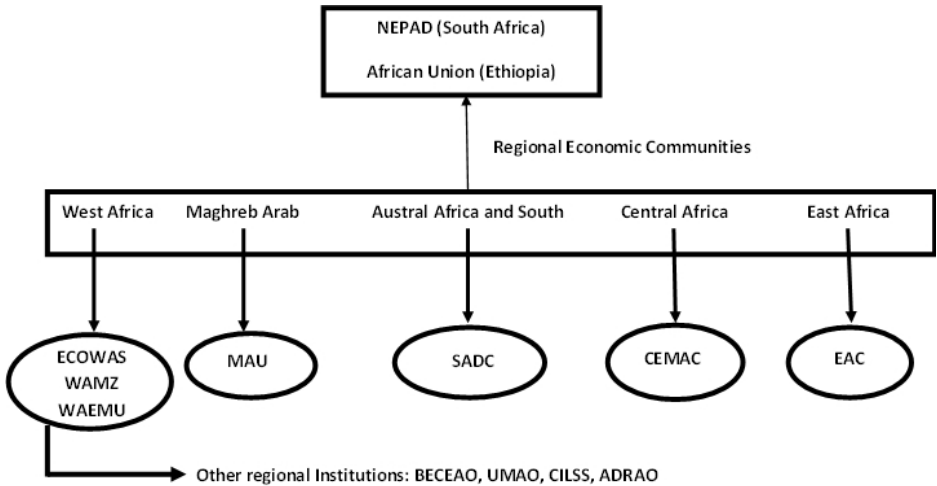 NEPAD (South Africa)
African Union (Ethiopia)
Regional Economic Communities
West Africa Maghreb Arab Austral Africa and South Central Africa East Africa
ECOWAS
WAMZ
WAEMU
MAU
SADC
CEMAC
EAC
Other regional Institutions: BECEAO, UMAO, CILSS, ADRAO